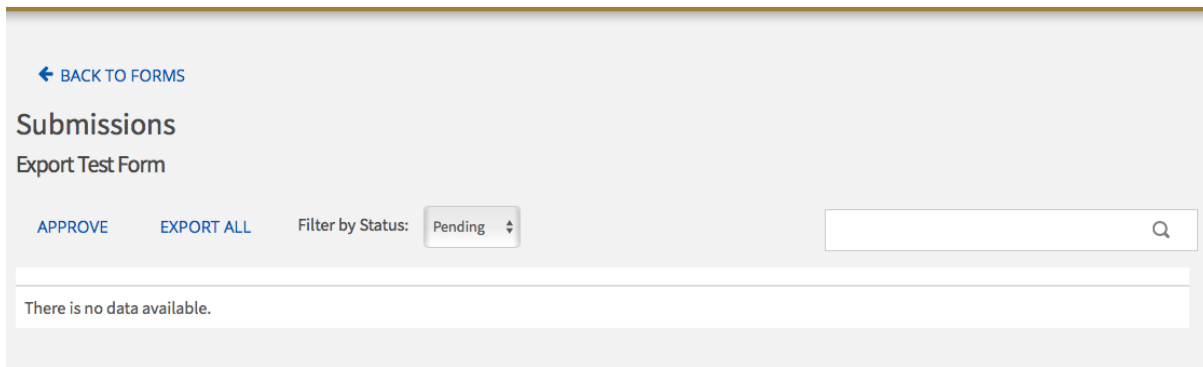 BACK TO FORMS
Submissions
Export Test Form
APPROVE EXPORT ALL Filter by Status: Pending
There is no data available.